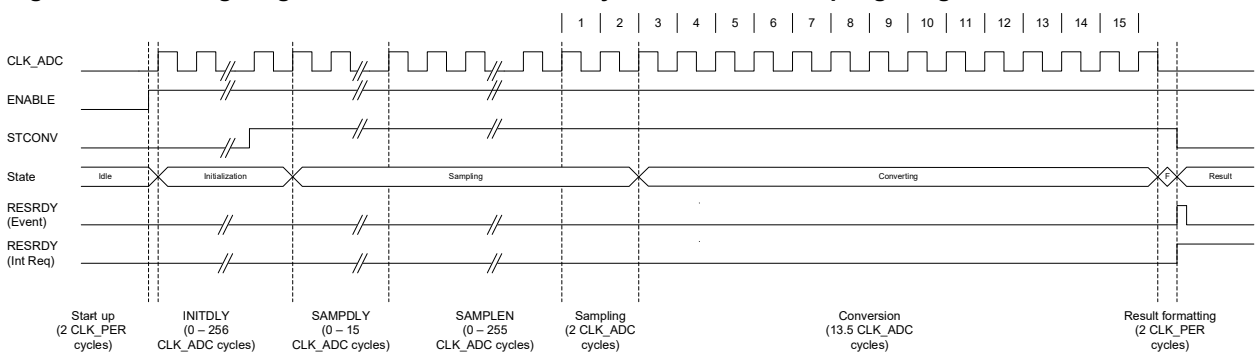 1 2 3 4 5 6 7 8 9 10 11 12 13 14 15
CLK_ADC
ENABLE
STCONV
State Idle Initialization Sampling Converting F Result
RESRDY
(Event)
RESRDY
(Int Req)
Start up
(2 CLK_PER
cycles)
INITDLY
(0 – 256
CLK_ADC cycles)
SAMPDLY
(0 – 15
CLK_ADC cycles)
SAMPLEN
(0 – 255
CLK_ADC cycles)
Sampling
(2 CLK_ADC
cycles)
Conversion
(13.5 CLK_ADC
cycles)
Result formatting
(2 CLK_PER
cycles)